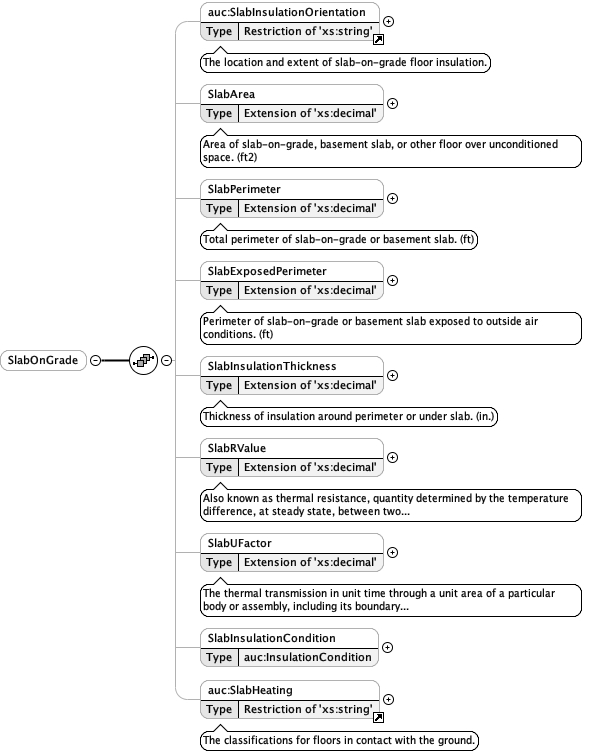 auc:SlabInsulationOrientation
Type Restriction of 'xs:string'
The location and extent of slab-on-grade floor insulation.
SlabArea
Type Extension of 'xs:decimal'
Area of slab-on-grade, basement slab, or other floor over unconditioned
space. (ft2)
SlabPerimeter
Type Extension of 'xs:decimal'
Total perimeter of slab-on-grade or basement slab. (ft)
SlabExposedPerimeter
Type Extension of 'xs:decimal'
Perimeter of slab-on-grade or basement slab exposed to outside air
conditions. (ft)
SlabOnGrade
SlabInsulationThickness
Type Extension of 'xs:decimal'
Thickness of insulation around perimeter or under slab. (in.)
SlabRValue
Type Extension of 'xs:decimal'
Also known as thermal resistance, quantity determined by the temperature
difference, at steady state, between two...
SlabUFactor
Type Extension of 'xs:decimal'
The thermal transmission in unit time through a unit area of a particular
body or assembly, including its boundary...
SlabInsulationCondition
Type auc:InsulationCondition
auc:SlabHeating
Type Restriction of 'xs:string'
The classifications for floors in contact with the ground.